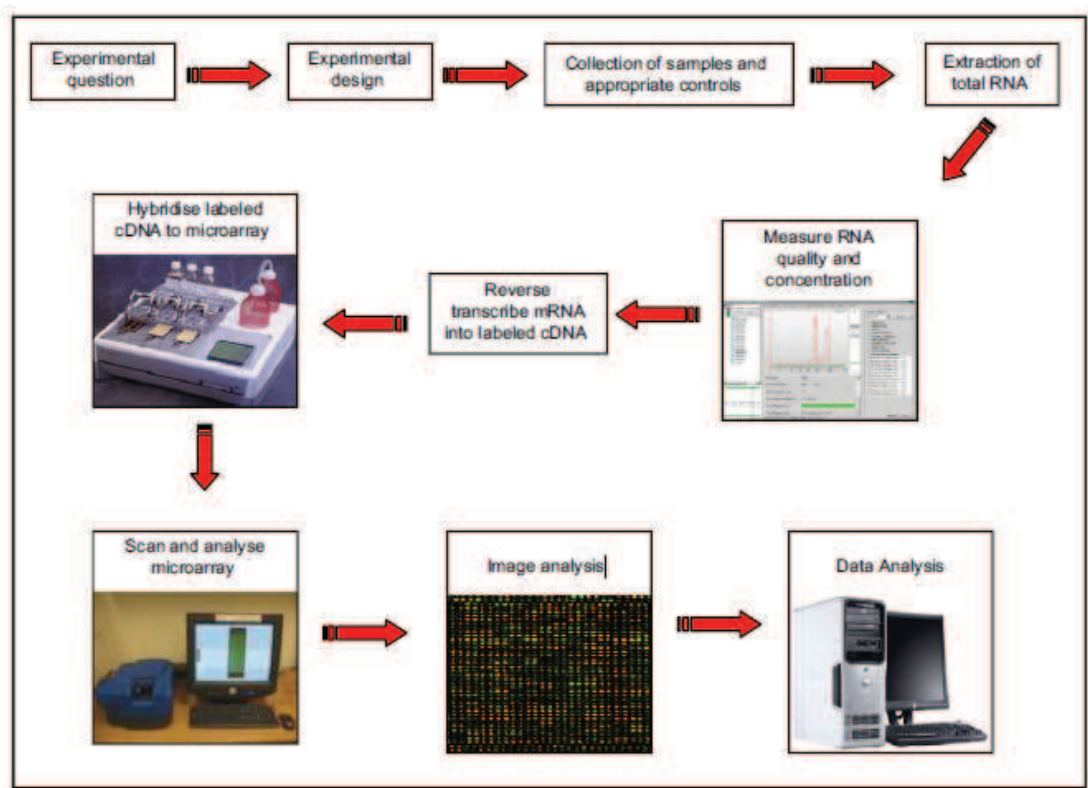 Experimental
question
Experimental
design
Collection of samples and
appropriate controls
Extraction of
total RNA
Measure RNA
quality and
concentration
Reverse
transcribe mRNA
into labeled cDNA
Hybridise labeled
cDNA to microarray
Scan and analyse
microarray
Image analysis
Data Analysis